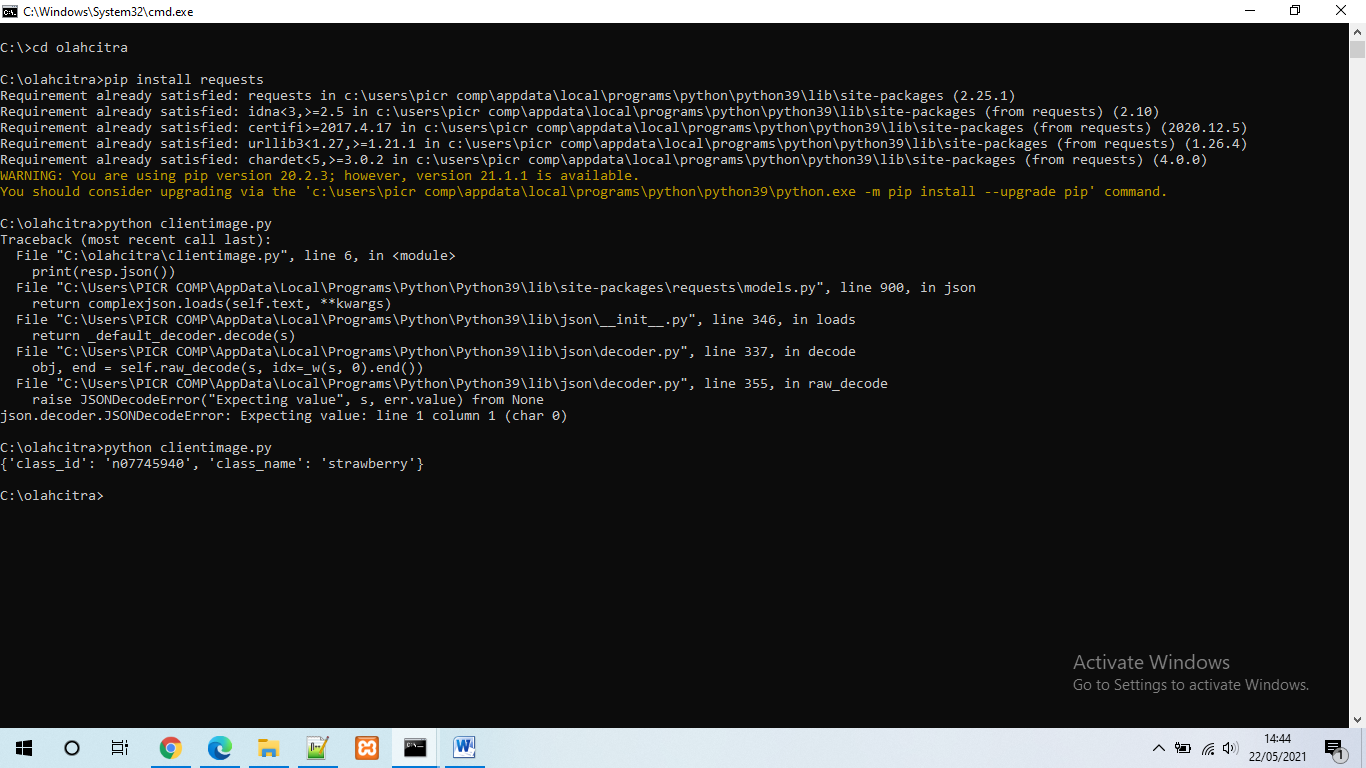 C:\Windows\System32\cmd.exe
C:\>cd olahcitra
C:\olahcitra>pip install requests
Requirement already satisfied: requests in c:\users\picr comp\appdata\local\programs\python\python39\lib\site-packages (2.25.1)
Requirement already satisfied: idna<3,>=2.5 in c:\users\picr comp\appdata\local\programs\python\python39\lib\site-packages (from requests) (2.10)
Requirement already satisfied: certifi>=2017.4.17 in c:\users\picr comp\appdata\local\programs\python\python39\lib\site-packages (from requests) (2020.12.5)
Requirement already satisfied: urllib3<1.27,>=1.21.1 in c:\users\picr comp\appdata\local\programs\python\python39\lib\site-packages (from requests) (1.26.4)
Requirement already satisfied: chardet<5,>=3.0.2 in c:\users\picr comp\appdata\local\programs\python\python39\lib\site-packages (from requests) (4.0.0)
WARNING: You are using pip version 20.2.3; however, version 21.1.1 is available.
You should consider upgrading via the 'c:\users\picr comp\appdata\local\programs\python\python39\python.exe -m pip install --upgrade pip' command.
C:\olahcitra>python clientimage.py
Traceback (most recent call last):
  File "C:\olahcitra\clientimage.py", line 6, in <module>
    print(resp.json())
  File "C:\Users\PICR COMP\AppData\Local\Programs\Python\Python39\lib\site-packages\requests\models.py", line 900, in json
    return complexjson.loads(self.text, **kwargs)
  File "C:\Users\PICR COMP\AppData\Local\Programs\Python\Python39\lib\json\__init__.py", line 346, in loads
    return _default_decoder.decode(s)
  File "C:\Users\PICR COMP\AppData\Local\Programs\Python\Python39\lib\json\decoder.py", line 337, in decode
    obj, end = self.raw_decode(s, idx=_w(s, 0).end())
  File "C:\Users\PICR COMP\AppData\Local\Programs\Python\Python39\lib\json\decoder.py", line 355, in raw_decode
    raise JSONDecodeError("Expecting value", s, err.value) from None
json.decoder.JSONDecodeError: Expecting value: line 1 column 1 (char 0)
C:\olahcitra>python clientimage.py
{'class_id': 'n07745940', 'class_name': 'strawberry'}
C:\olahcitra>
Activate Windows
Go to Settings to activate Windows.
14:44
22/05/2021
1